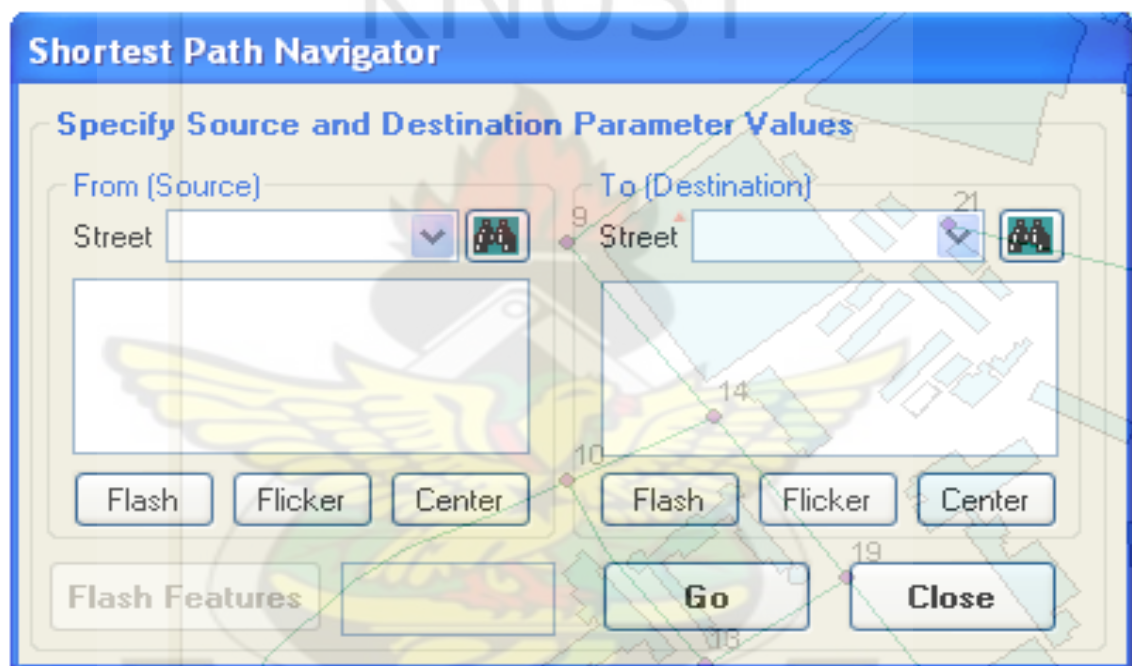 KNUST
Shortest Path Navigator
Specify Source and Destination Parameter Values
From (Source)
Street
Flash Flicker Center
To (Destination)
Street
Flash Flicker Center
Flash Features Go Close
9
21
14
10
19